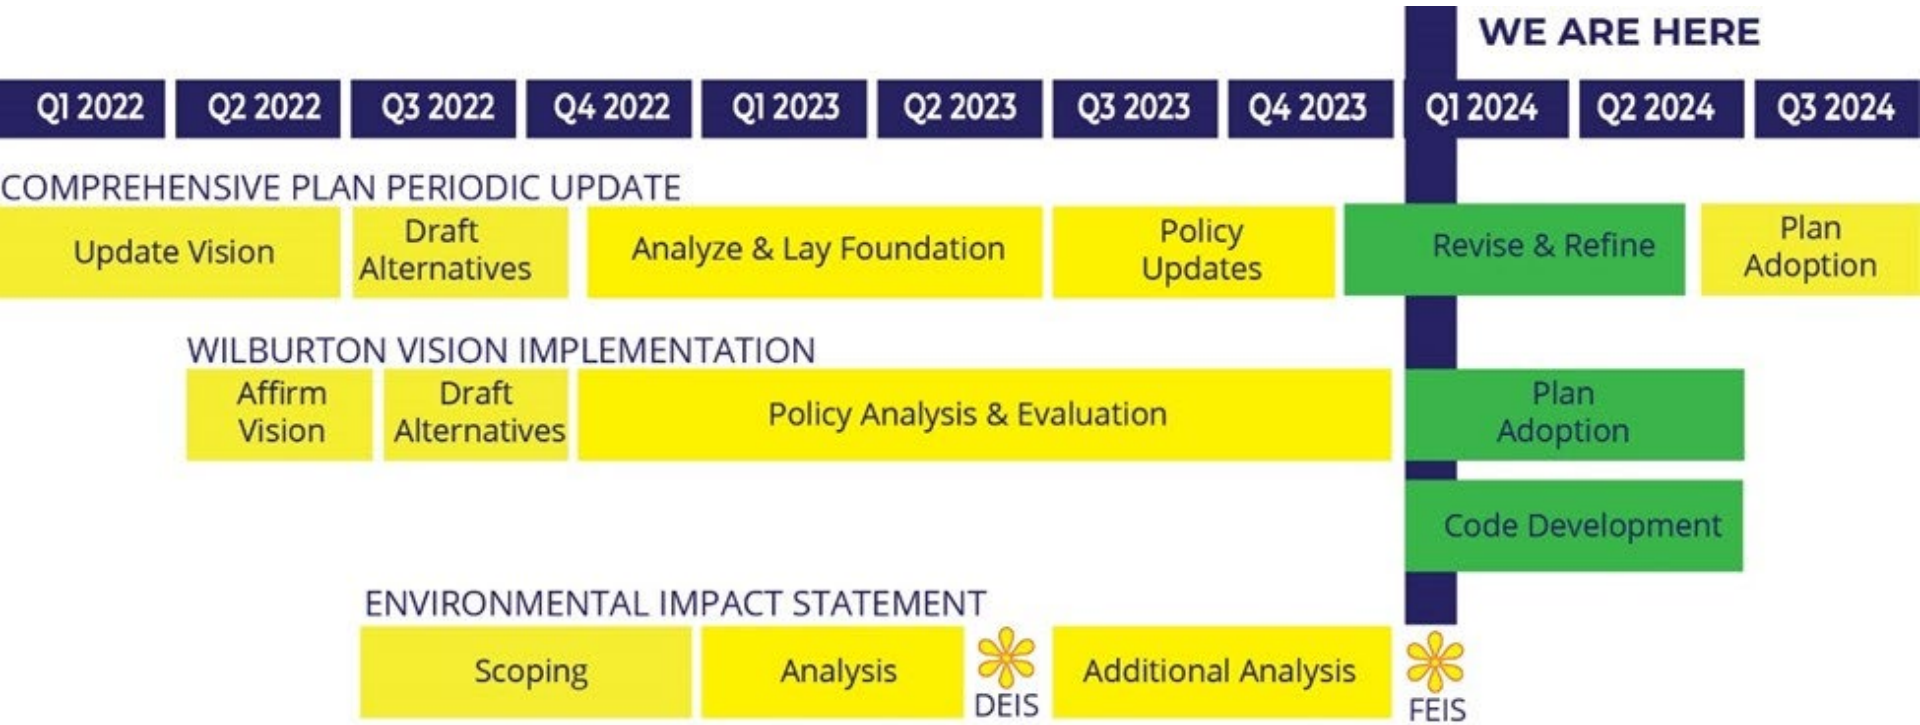 WE ARE HERE
Q1 2022 Q2 2022 Q3 2022 Q4 2022 Q1 2023 Q2 2023 Q3 2023 Q4 2023 Q1 2024 Q2 2024 Q3 2024
COMPREHENSIVE PLAN PERIODIC UPDATE
Update Vision
Draft
Alternatives
Analyze & Lay Foundation
Policy
Updates
Revise & Refine
Plan
Adoption
WILBURTON VISION IMPLEMENTATION
Affirm
Vision
Draft
Alternatives
Policy Analysis & Evaluation
Plan
Adoption
Code Development
ENVIRONMENTAL IMPACT STATEMENT
Scoping
Analysis
DEIS
Additional Analysis
FEIS